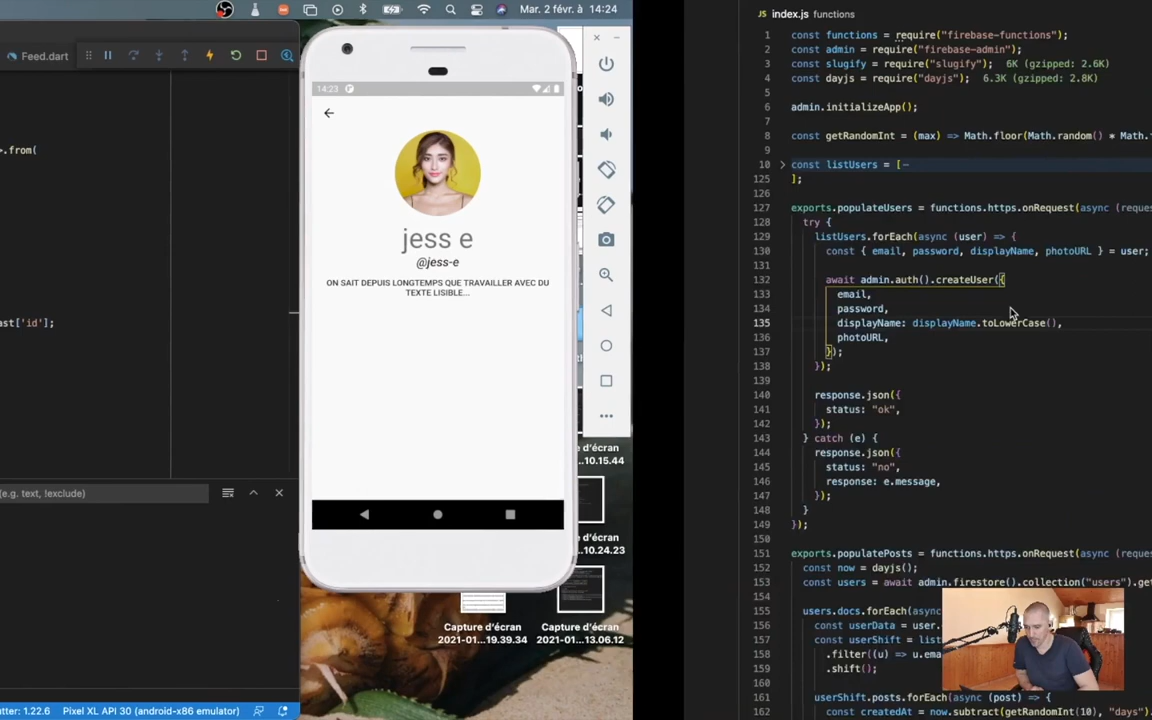 Mar. 2 févr à 14:24
Feed.dart
>.from(
ast['id'];
(e.g. text, !exclude)
utter: 1.22.6
Pixel XL API 30 (android-x86 emulator)
14:23
jess e
@jess-e
ON SAIT DEPUIS LONGTEMPS QUE TRAVAILLER AVEC DU
TEXTE LISIBLE...
e d'écran
...10.15.44
e d'écran
...10.24.23
Capture d'écran
2021-01...19.39.34
Capture d'écran
2021-01...13.06.12
index.js functions
1 const functions = require("firebase-functions");
2 const admin = require("firebase-admin");
3 const slugify = require("slugify"); 6K (gzipped: 2.6K)
4 const dayjs = require("dayjs"); 6.3K (gzipped: 2.8K)
5
6 admin.initializeApp();
7
8 const getRandomInt = (max) => Math.floor(Math.random() * Math.
9
10 const listUsers = [
125 ];
126
127 exports.populateUsers = functions.https.onRequest(async (reque
128 try {
129 listUsers.forEach(async (user) => {
130 const { email, password, displayName, photoURL } = user;
131
132 await admin.auth().createUser({
133 email,
134 password,
135 displayName: displayName.toLowerCase(),
136 photoURL,
137 });
138 });
139
140 response.json({
141 status: "ok",
142 });
143 } catch (e) {
144 response.json({
145 status: "no",
146 response: e.message,
147 });
148 }
149 });
150
151 exports.populatePosts = functions.https.onRequest(async (reque
152 const now = dayjs();
153 const users = await admin.firestore().collection("users").get
154
155 users.docs.forEach(async
156 const userData = user.
157 const userShift = list
158 .filter((u) => u.ema
159 .shift();
160
161 userShift.posts.forEach(async (post) => {
162 const createdAt = now.subtract(getRandomInt(10), "days")